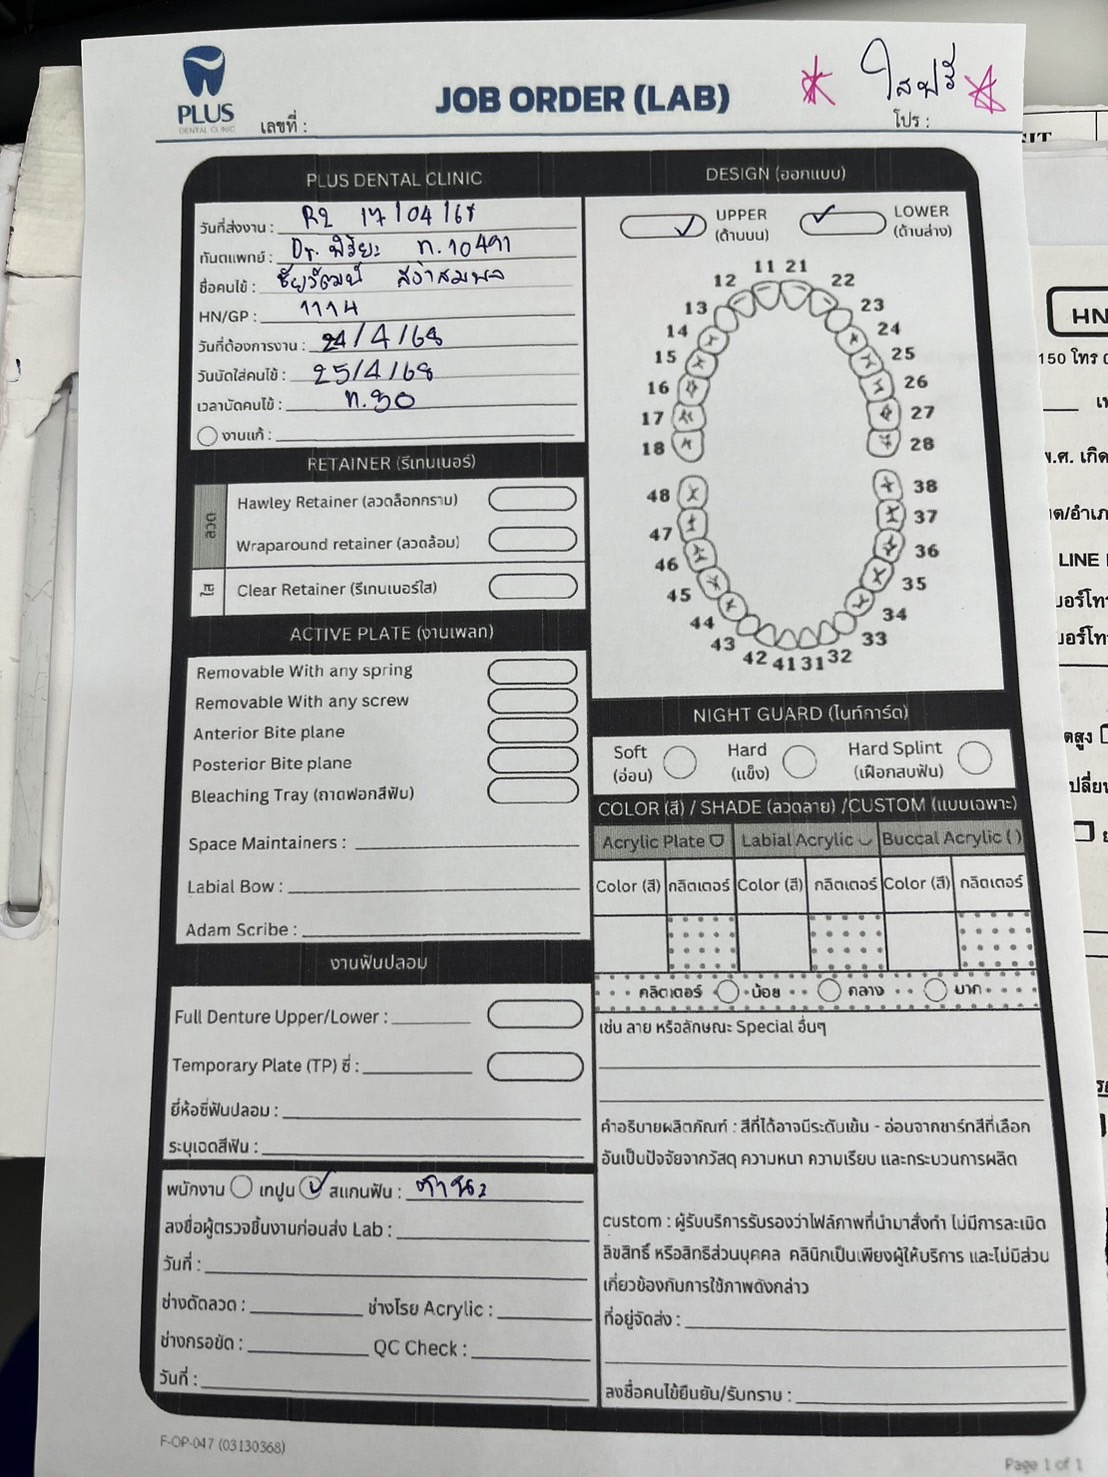 PLUS
DENTAL CLINIC
เลขที่ :
JOB ORDER (LAB)
ใสฟรี
โปร :
PLUS DENTAL CLINIC
วันที่ส่งงาน : R2 17/04/68
ทันตแพทย์ : Dr. พิริยะ ท.10491
ชื่อคนไข้ : ชัยวัฒน์
HN/GP : 1114
วันที่ต้องการงาน : 24/4/68
วันนัดใส่คนไข้ : 25/4/68
เวลานัดคนไข้ :
งานแก้ :
DESIGN (ออกแบบ)
UPPER (ด้านบน)
LOWER (ด้านล่าง)
11 21
12 22
13 23
14 24
15 25
16 26
17 27
18 28
48 38
47 37
46 36
45 35
44 34
43 33
42 41 31 32
RETAINER (รีเทนเนอร์)
ลวด
Hawley Retainer (ลวดล็อกกราม)
Wraparound retainer (ลวดล้อม)
ใส
Clear Retainer (รีเทนเนอร์ใส)
ACTIVE PLATE (งานเพลท)
Removable With any spring
Removable With any screw
Anterior Bite plane
Posterior Bite plane
Bleaching Tray (ถาดฟอกสีฟัน)
Space Maintainers :
Labial Bow :
Adam Scribe :
งานฟันปลอม
Full Denture Upper/Lower :
Temporary Plate (TP) ซี่ :
ยี่ห้อซี่ฟันปลอม :
ระบุเฉดสีฟัน :
พนักงาน เทปูน สแกนฟัน :
ลงชื่อผู้ตรวจชิ้นงานก่อนส่ง Lab :
วันที่ :
ช่างดัดลวด : ช่างโรย Acrylic :
ช่างกรอขัด : QC Check :
วันที่ :
NIGHT GUARD (ไนท์การ์ด)
Soft (อ่อน)
Hard (แข็ง)
Hard Splint (เฝือกสบฟัน)
COLOR (สี) / SHADE (ลวดลาย) /CUSTOM (แบบเฉพาะ)
Acrylic Plate Labial Acrylic Buccal Acrylic ( )
Color (สี) กลิตเตอร์ Color (สี) กลิตเตอร์ Color (สี) กลิตเตอร์
กลิตเตอร์ น้อย กลาง มาก
เช่น ลาย หรือลักษณะ Special อื่นๆ
คำอธิบายผลิตภัณฑ์ : สีที่ได้อาจมีระดับเข้ม - อ่อนจากชาร์ทสีที่เลือก
อันเป็นปัจจัยจากวัสดุ ความหนา ความเรียบ และกระบวนการผลิต
custom : ผู้รับบริการรับรองว่าไฟล์ภาพที่นำมาสั่งทำ ไม่มีการละเมิด
ลิขสิทธิ์ หรือสิทธิส่วนบุคคล คลินิกเป็นเพียงผู้ให้บริการ และไม่มีส่วน
เกี่ยวข้องกับการใช้ภาพดังกล่าว
ที่อยู่จัดส่ง :
ลงชื่อคนไข้ยืนยัน/รับทราบ :
F-OP-047 (03130368)
Page 1 of 1
HN
150 โทร
พ.ศ. เกิด
LINE